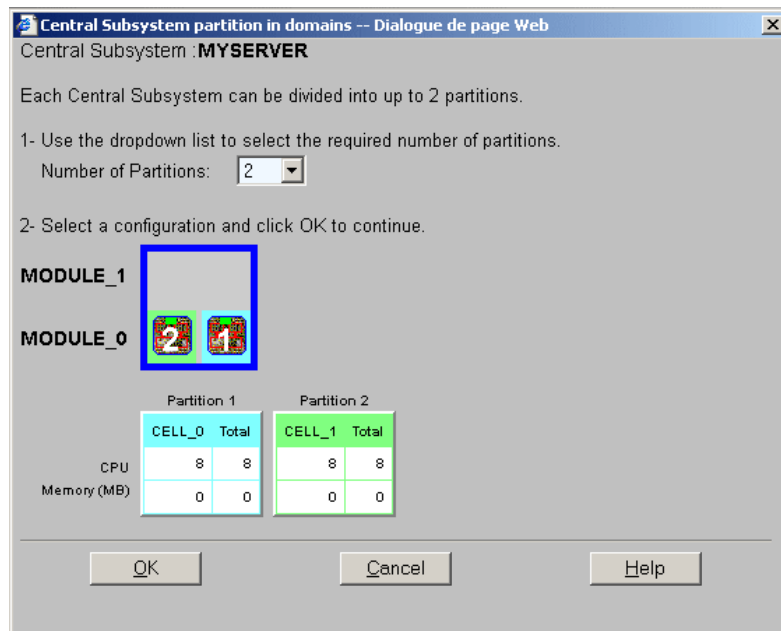 Central Subsystem partition in domains -- Dialogue de page Web
Central Subsystem : MYSERVER
Each Central Subsystem can be divided into up to 2 partitions.
1- Use the dropdown list to select the required number of partitions.
Number of Partitions: 2
2- Select a configuration and click OK to continue.
MODULE_1
MODULE_0 2 1
Partition 1 Partition 2
CELL_0 Total CELL_1 Total
CPU 8 8 8 8
Memory (MB) 0 0 0 0
OK Cancel Help